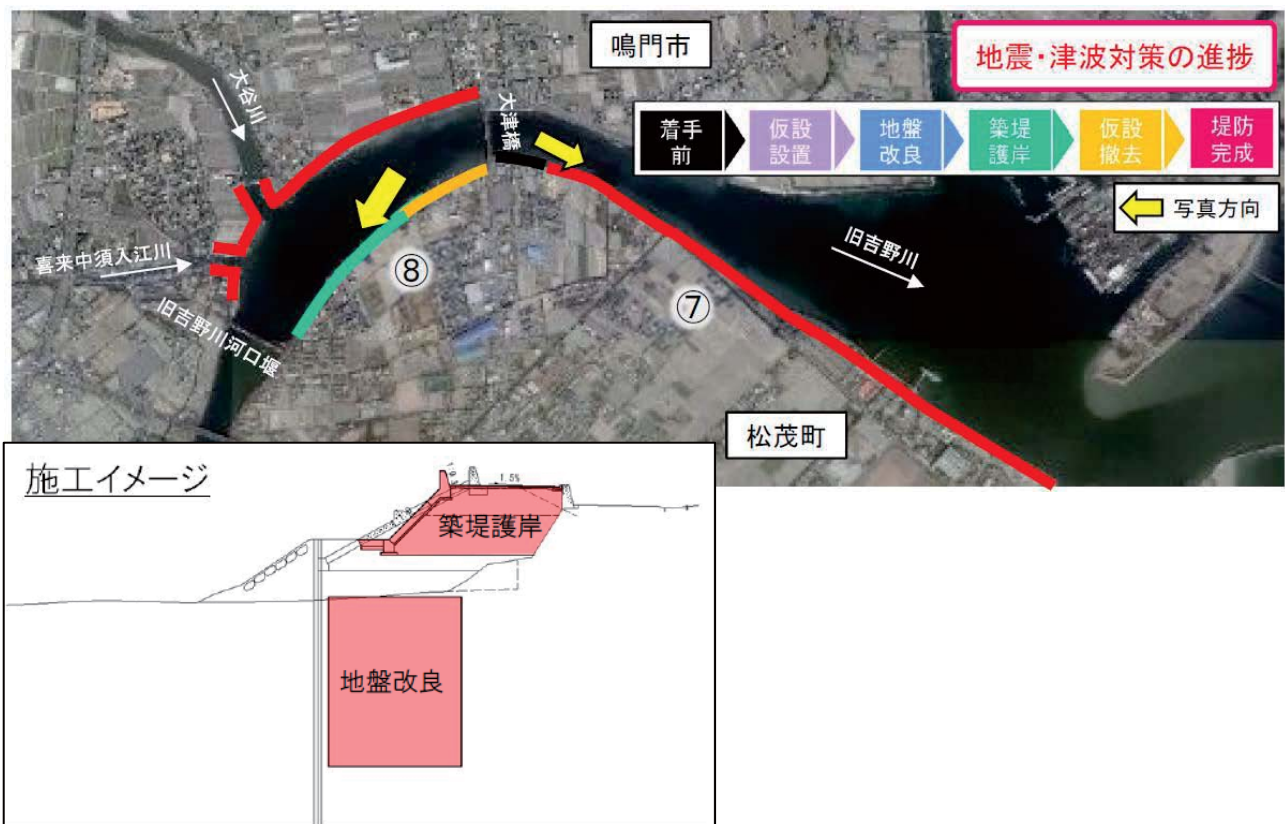 鳴門市
地震・津波対策の進捗
着手
前
仮設
設置
地盤
改良
築堤
護岸
仮設
撤去
堤防
完成
写真方向
大谷川
大津橋
喜来中須入江川
旧吉野川河口堰
旧吉野川
⑧
⑦
松茂町
施工イメージ
1.5%
築堤護岸
地盤改良